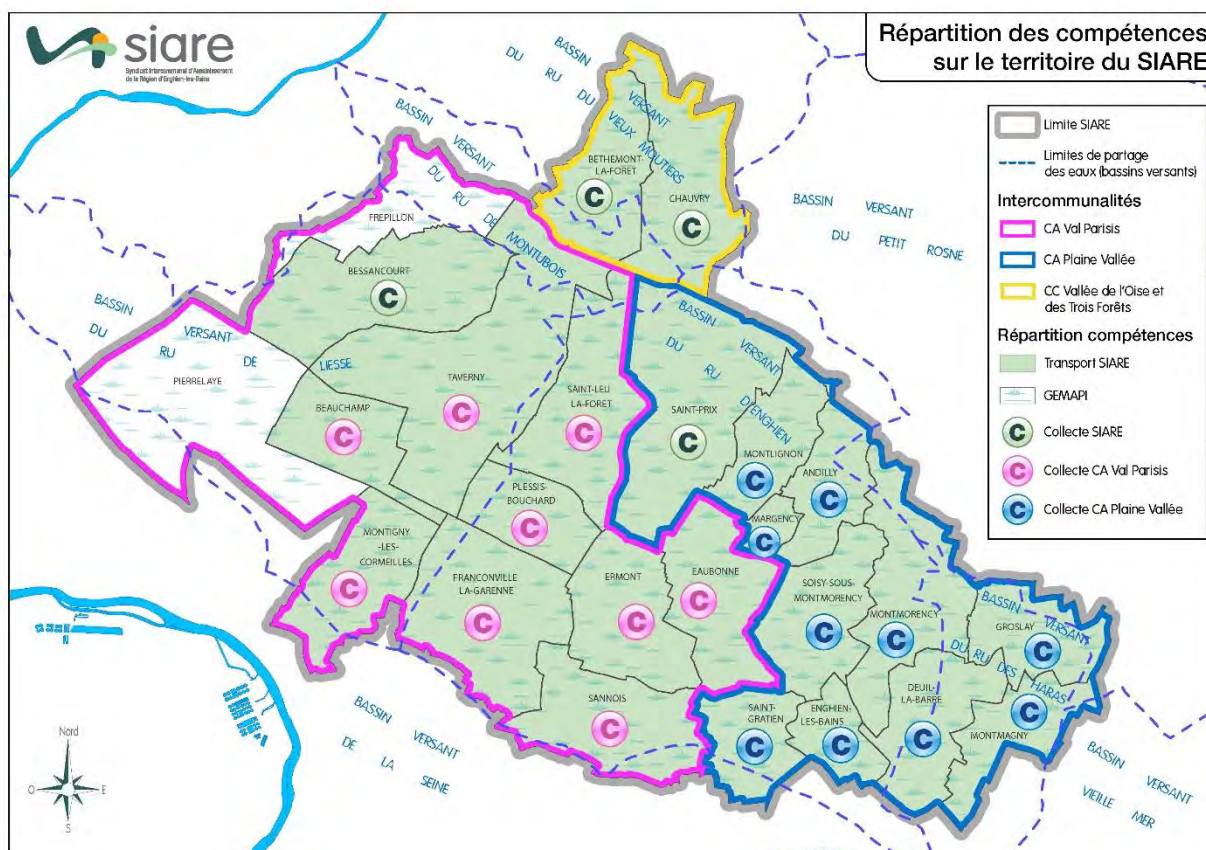 siare
Syndicat Intercommunal d'Assainissement
de la Région d'Enghien-les-Bains
Répartition des compétences
sur le territoire du SIARE
Limite SIARE
Limites de partage
des eaux (bassins versants)
Intercommunalités
CA Val Parisis
CA Plaine Vallée
CC Vallée de l'Oise et
des Trois Forêts
Répartition compétences
Transport SIARE
GEMAPI
C Collecte SIARE
C Collecte CA Val Parisis
C Collecte CA Plaine Vallée
BASSIN VERSANT
DU RU DU VIEUX MOUTIERS
BASSIN VERSANT
DU RU DE MONTUBOIS
BASSIN VERSANT
DU PETIT ROSNE
BASSIN VERSANT DE LIESSE
DU RU
BASSIN VERSANT
DU RU D'ENGHIEN
BASSIN VERSANT
DU RU DES HARAS
BASSIN VERSANT
DE LA SEINE
BASSIN VERSANT
VIEILLE MER
BETHEMONT-
LA-FORET
C
CHAUVRY
C
FREPILLON
BESSANCOURT
C
PIERRELAYE
TAVERNY
C
BEAUCHAMP
C
SAINT-LEU
LA-FORET
C
SAINT-PRIX
C
MONTLIGNON
C
ANDILLY
C
MARGENCY
C
PLESSIS-
BOUCHARD
C
MONTIGNY
-LES-
CORMEILLES
C
FRANCONVILLE
LA-GARENNE
C
ERMONT
C
EAUBONNE
C
SOISY-SOUS-
MONTMORENCY
C
MONTMORENCY
C
GROSLAY
C
SANNOIS
C
SAINT-
GRATIEN
C
ENGHIEN-
LES-BAINS
C
DEUIL-
LA-BARRE
C
MONTMAGNY
C
Nord
O
E
S